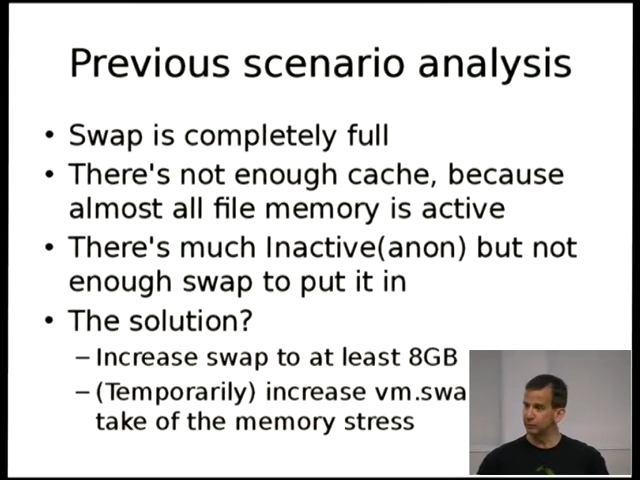 Previous scenario analysis
• Swap is completely full
• There's not enough cache, because
almost all file memory is active
• There's much Inactive(anon) but not
enough swap to put it in
• The solution?
– Increase swap to at least 8GB
– (Temporarily) increase vm.swa
take of the memory stress